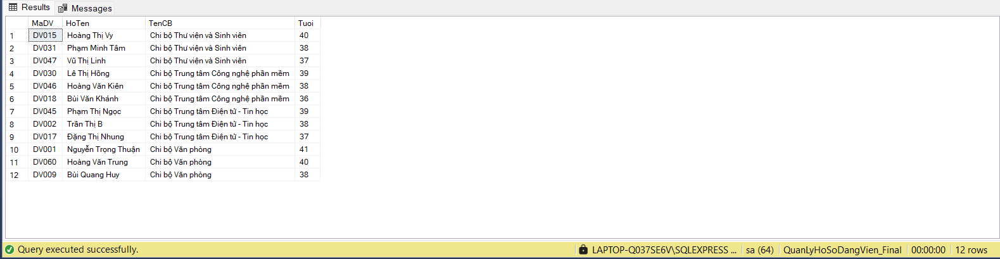 Results Messages
MaDV HoTen TenCB Tuoi
1 DV015 Hoàng Thị Vy Chi bộ Thư viện và Sinh viên 40
2 DV031 Phạm Minh Tâm Chi bộ Thư viện và Sinh viên 38
3 DV047 Vũ Thị Linh Chi bộ Thư viện và Sinh viên 37
4 DV030 Lê Thị Hồng Chi bộ Trung tâm Công nghệ phần mềm 39
5 DV046 Hoàng Văn Kiên Chi bộ Trung tâm Công nghệ phần mềm 38
6 DV018 Bùi Văn Khánh Chi bộ Trung tâm Công nghệ phần mềm 36
7 DV045 Phạm Thị Ngọc Chi bộ Trung tâm Điện tử - Tin học 39
8 DV002 Trần Thị B Chi bộ Trung tâm Điện tử - Tin học 38
9 DV017 Đặng Thị Nhung Chi bộ Trung tâm Điện tử - Tin học 37
10 DV001 Nguyễn Trọng Thuận Chi bộ Văn phòng 41
11 DV060 Hoàng Văn Trung Chi bộ Văn phòng 40
12 DV009 Bùi Quang Huy Chi bộ Văn phòng 38
Query executed successfully. LAPTOP-Q037SE6V\SQLEXPRESS ... sa (64) QuanLyHoSoDangVien_Final 00:00:00 12 rows